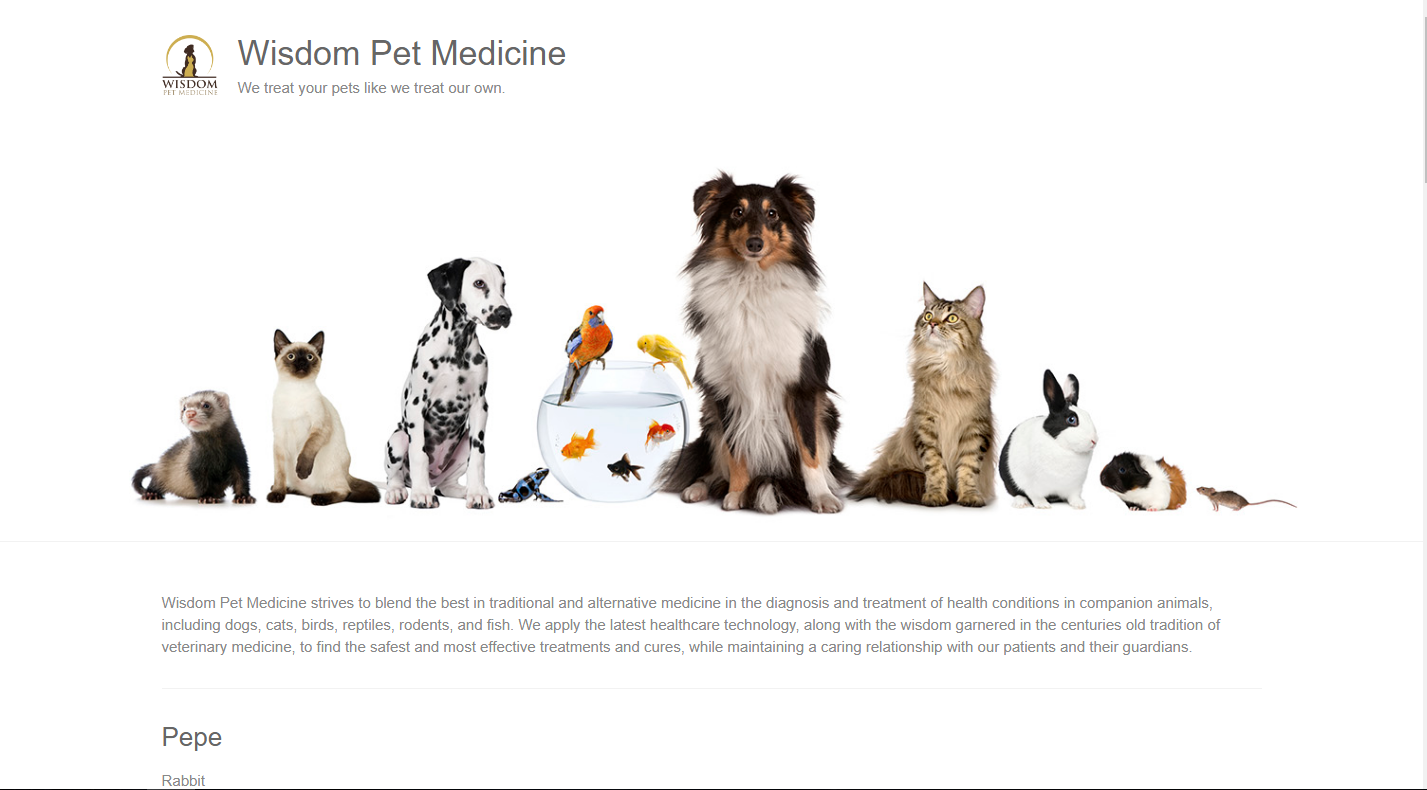 WISDOM
PET MEDICINE
Wisdom Pet Medicine
We treat your pets like we treat our own.
Wisdom Pet Medicine strives to blend the best in traditional and alternative medicine in the diagnosis and treatment of health conditions in companion animals,
including dogs, cats, birds, reptiles, rodents, and fish. We apply the latest healthcare technology, along with the wisdom garnered in the centuries old tradition of
veterinary medicine, to find the safest and most effective treatments and cures, while maintaining a caring relationship with our patients and their guardians.
Pepe
Rabbit